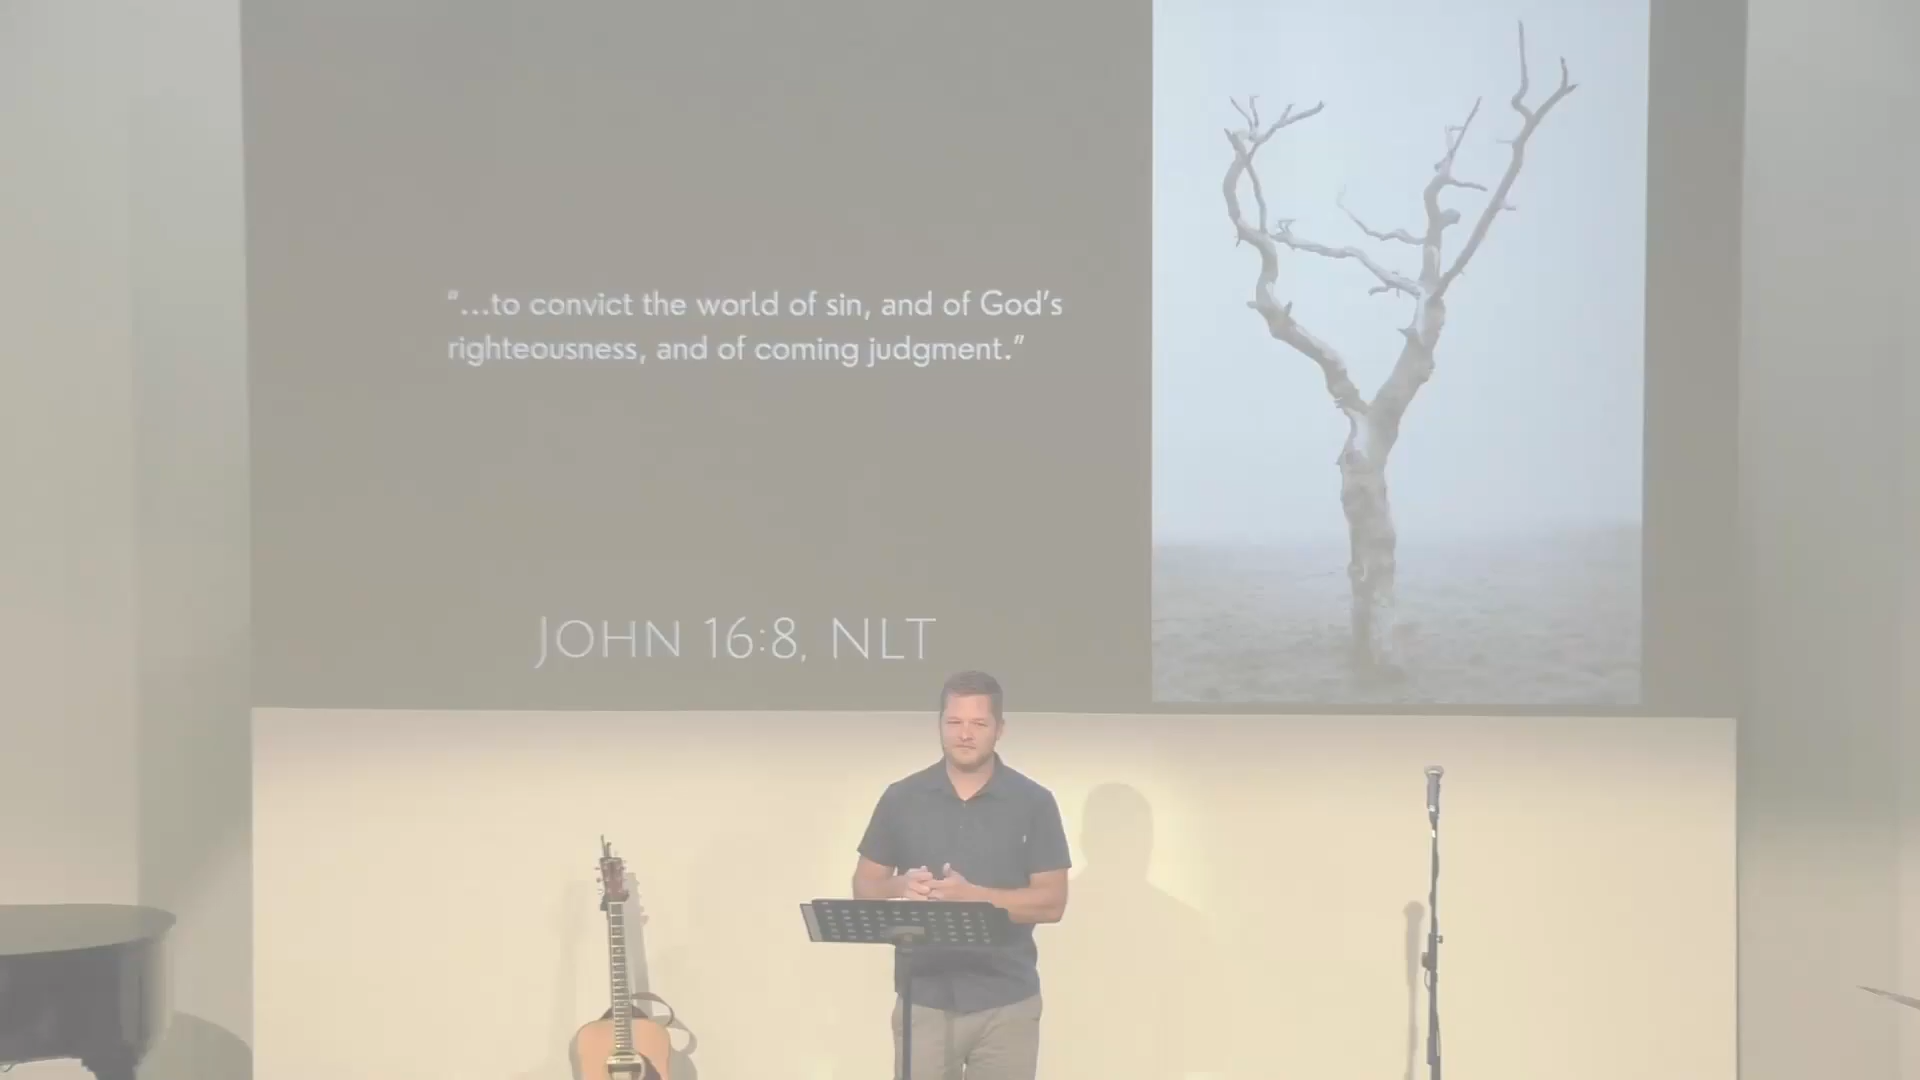 “...to convict the world of sin, and of God’s
righteousness, and of coming judgment.”
JOHN 16:8, NLT